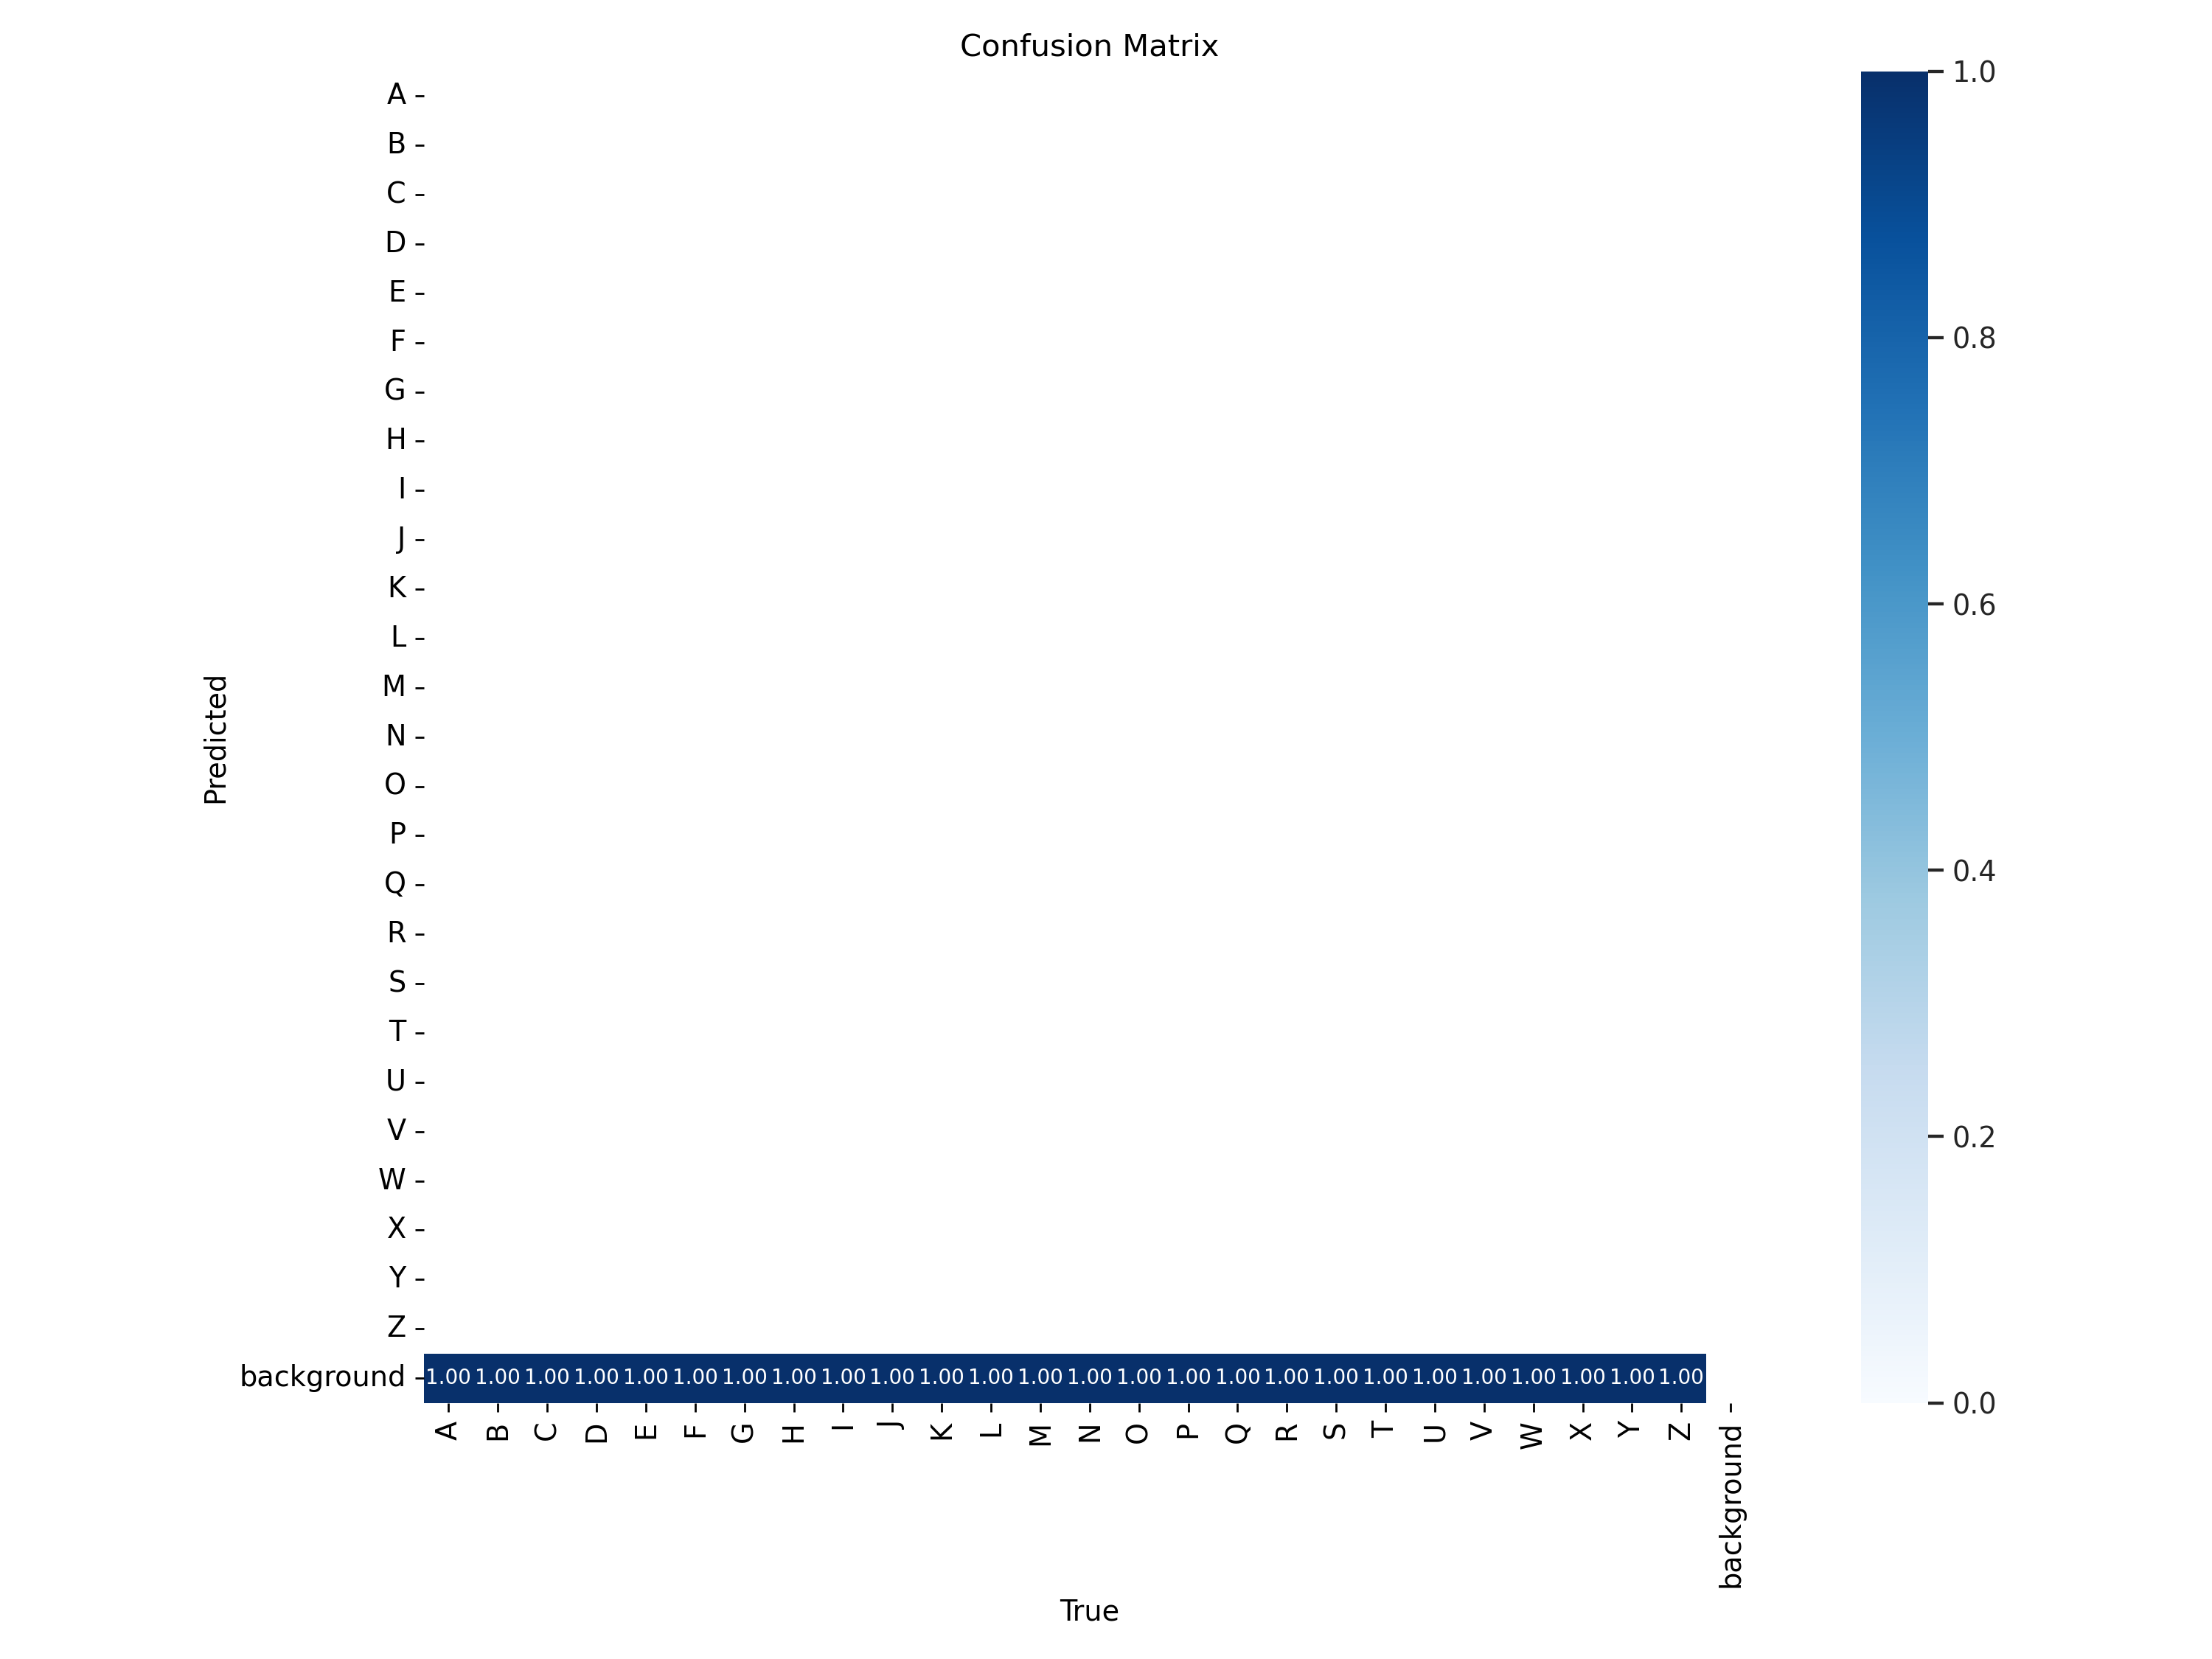 Confusion Matrix
A
B
C
D
E
F
G
H
I
J
K
L
M
N
O
P
Q
R
S
T
U
V
W
X
Y
Z
background
Predicted
1.00 1.00 1.00 1.00 1.00 1.00 1.00 1.00 1.00 1.00 1.00 1.00 1.00 1.00 1.00 1.00 1.00 1.00 1.00 1.00 1.00 1.00 1.00 1.00 1.00 1.00
A B C D E F G H I J K L M N O P Q R S T U V W X Y Z background
True
1.0
0.8
0.6
0.4
0.2
0.0